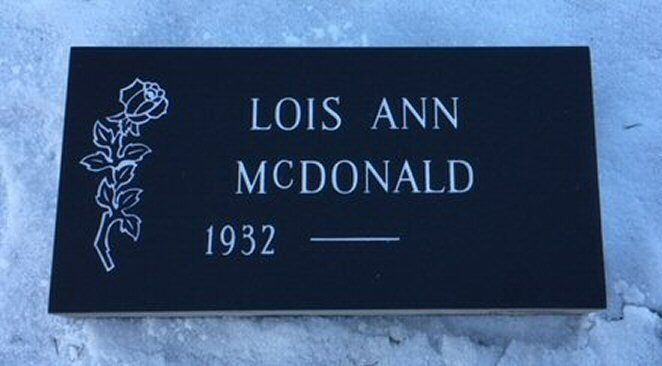 LOIS ANN
McDONALD
1932 ———